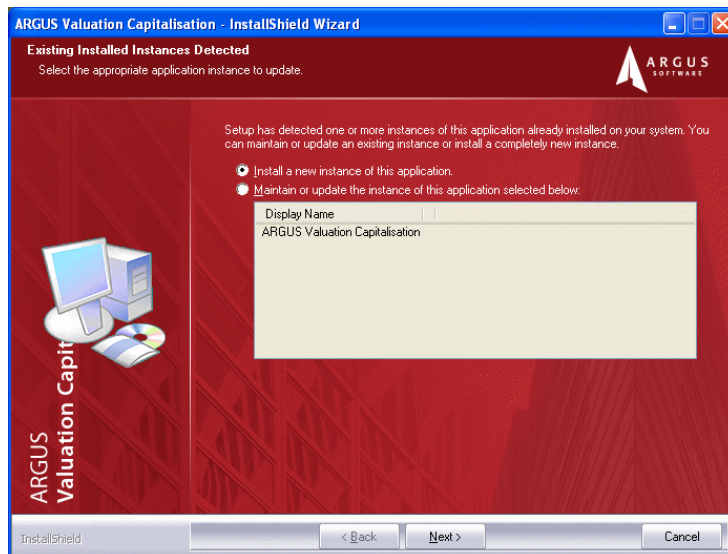 ARGUS Valuation Capitalisation - InstallShield Wizard
Existing Installed Instances Detected
Select the appropriate application instance to update.
ARGUS
SOFTWARE
Setup has detected one or more instances of this application already installed on your system. You
can maintain or update an existing instance or install a completely new instance.
Install a new instance of this application.
Maintain or update the instance of this application selected below:
Display Name
ARGUS Valuation Capitalisation
ARGUS
Valuation Capit
InstallShield
< Back
Next >
Cancel